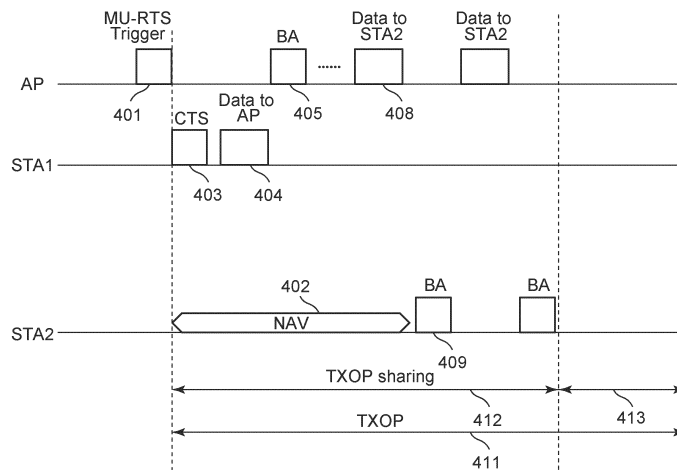 MU-RTS
Trigger
BA
......
Data to
STA2
Data to
STA2
AP
401
405
408
CTS
Data to
AP
STA1
403
404
402
BA
BA
NAV
STA2
409
TXOP sharing
412
413
TXOP
411